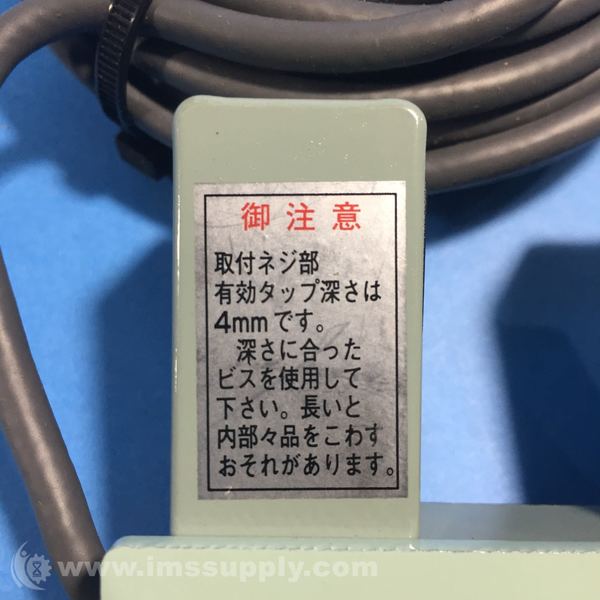 御注意
取付ネジ部
有効タップ深さは
4mmです。
深さに合った
ビスを使用して
下さい。長いと
内部々品をこわす
おそれがあります。
www.imssupply.com